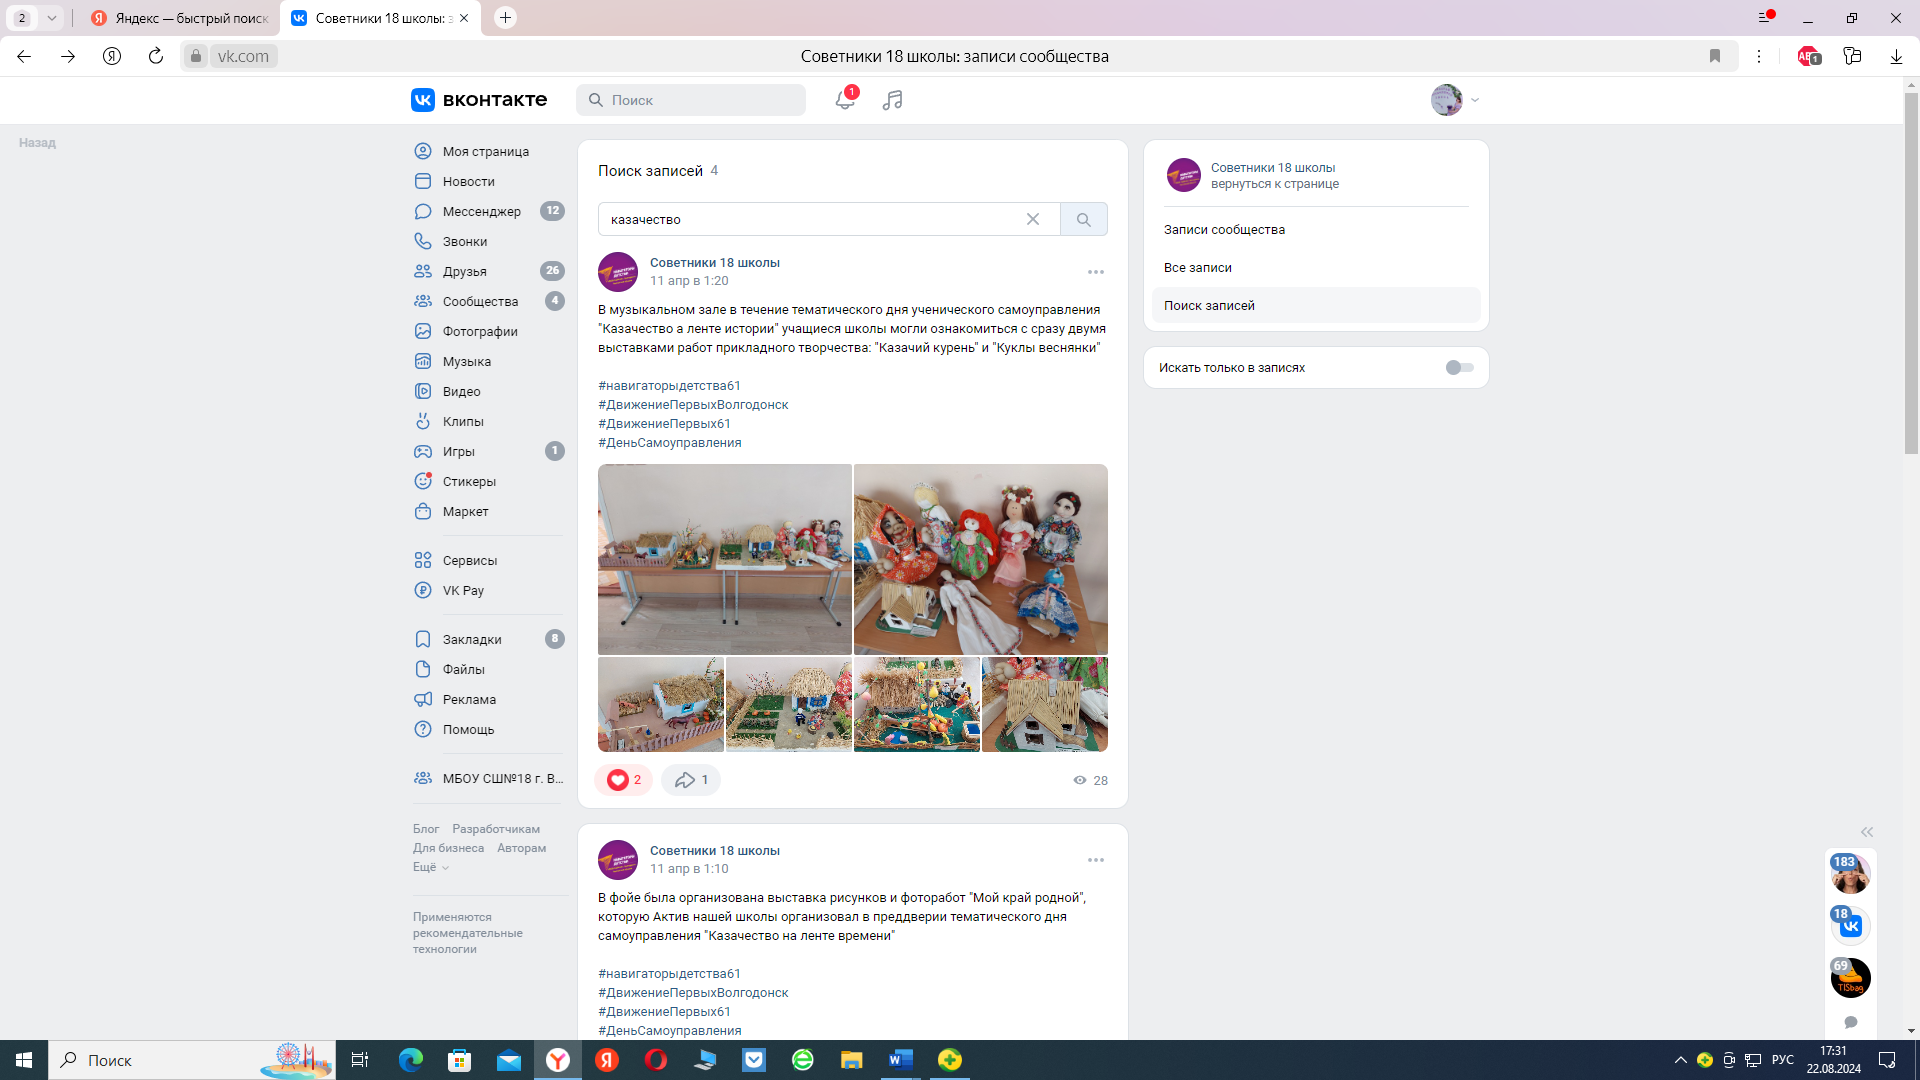 2
Яндекс — быстрый поиск
Советники 18 школы: з
vk.com
Советники 18 школы: записи сообщества
1
вконтакте
Поиск
1
Назад
Моя страница
Новости
Мессенджер 12
Звонки
Друзья 26
Сообщества 4
Фотографии
Музыка
Видео
Клипы
Игры 1
Стикеры
Маркет
Сервисы
VK Pay
Закладки 8
Файлы
Реклама
Помощь
МБОУ СШ№18 г. В...
Блог Разработчикам
Для бизнеса Авторам
Ещё
Применяются
рекомендательные
технологии
Поиск записей 4
казачество
Советники 18 школы
11 апр в 1:20
В музыкальном зале в течение тематического дня ученического самоуправления
"Казачество а ленте истории" учащиеся школы могли ознакомиться с сразу двумя
выставками работ прикладного творчества: "Казачий курень" и "Куклы веснянки"
#навигаторыдетства61
#ДвижениеПервыхВолгодонск
#ДвижениеПервых61
#ДеньСамоуправления
2 1 28
Советники 18 школы
11 апр в 1:10
В фойе была организована выставка рисунков и фоторабот "Мой край родной",
которую Актив нашей школы организовал в преддверии тематического дня
самоуправления "Казачество на ленте времени"
#навигаторыдетства61
#ДвижениеПервыхВолгодонск
#ДвижениеПервых61
#ДеньСамоуправления
Советники 18 школы
вернуться к странице
Записи сообщества
Все записи
Поиск записей
Искать только в записях
183
18
69
TISbag
Поиск
РУС
17:31
22.08.2024